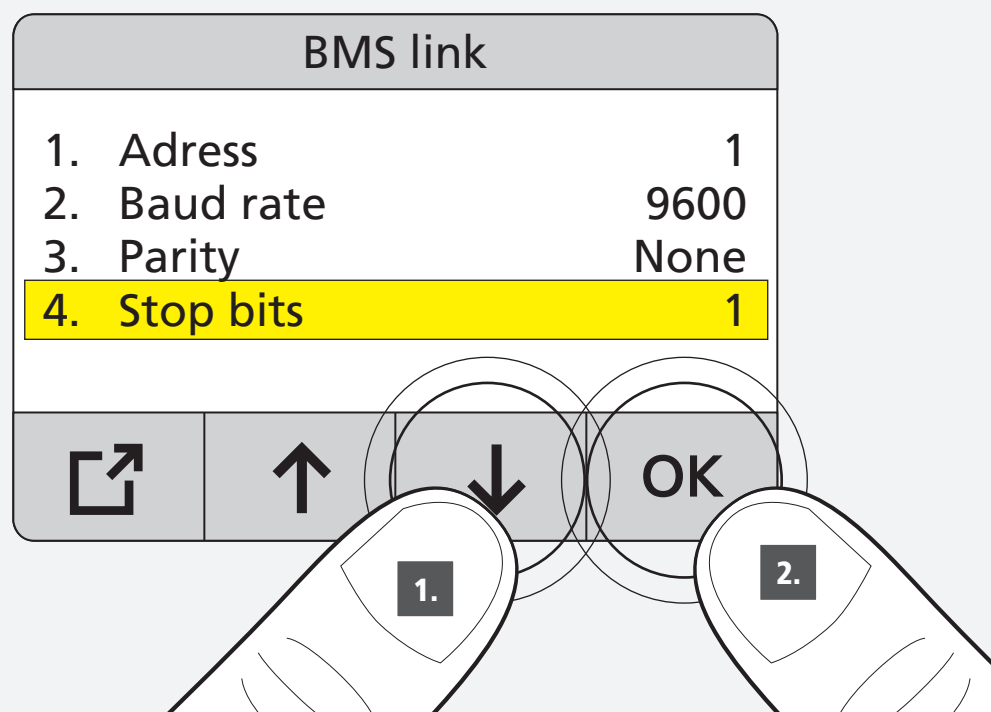 BMS link
1. Adress 1
2. Baud rate 9600
3. Parity None
4. Stop bits 1
OK
1.
2.